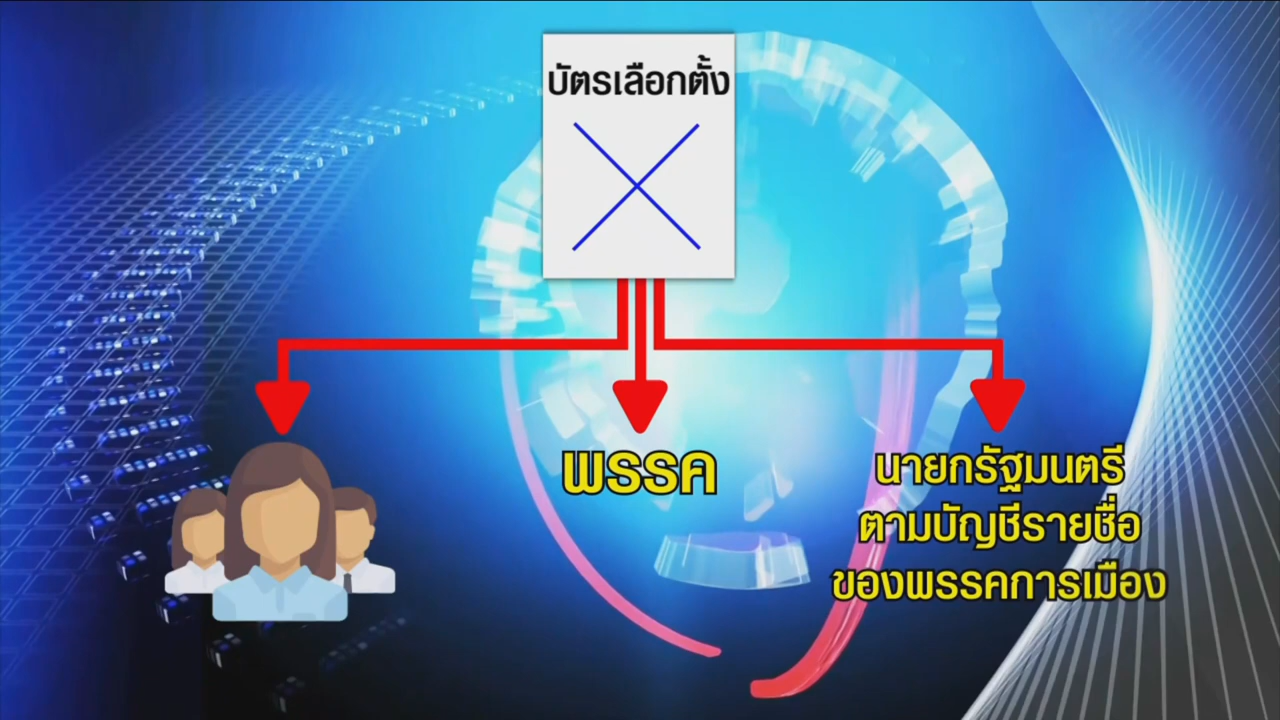 บัตรเลือกตั้ง
พรรค
นายกรัฐมนตรี
ตามบัญชีรายชื่อ
ของพรรคการเมือง